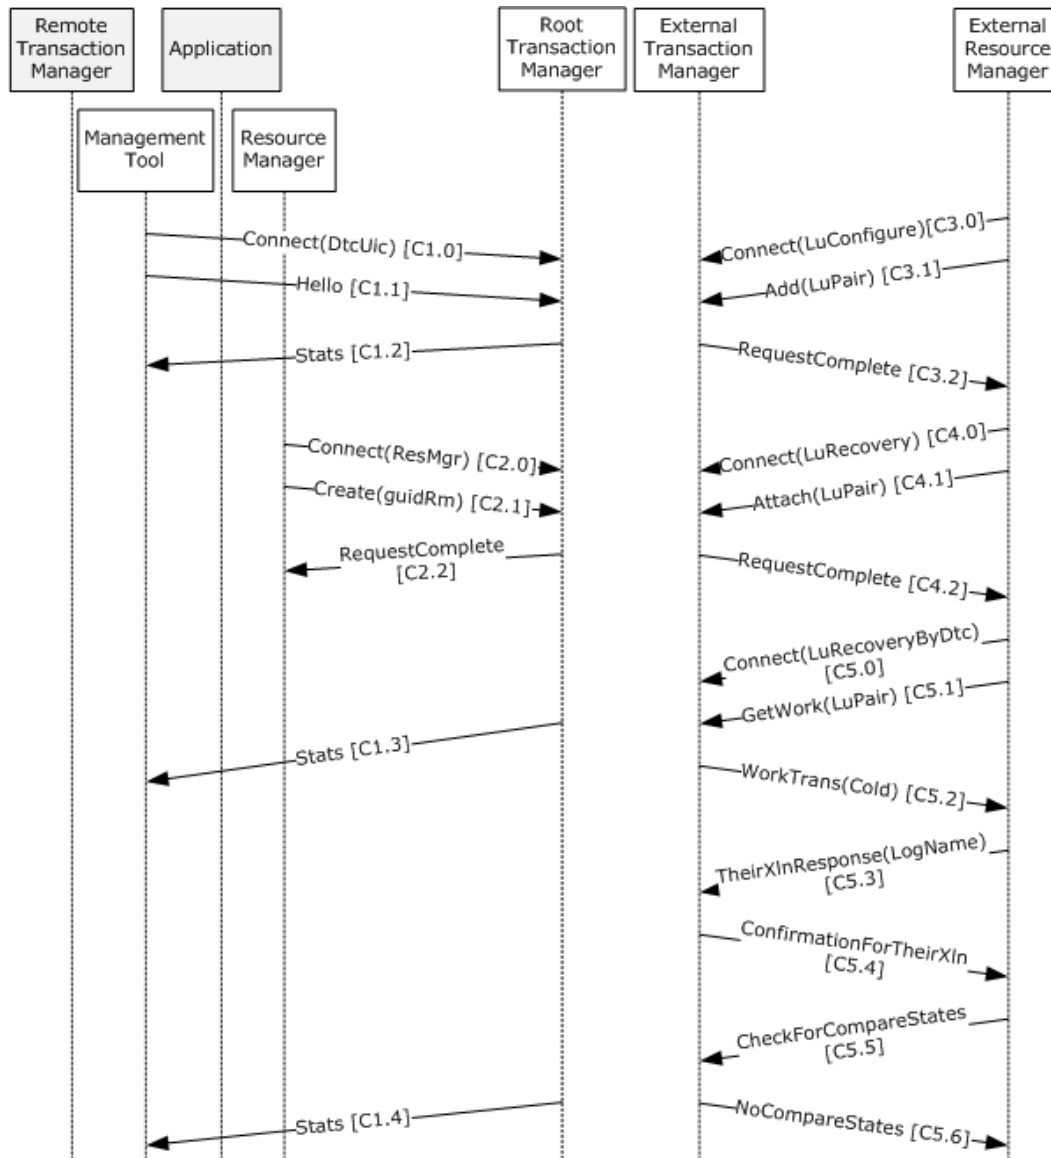 Remote
Transaction
Manager
Application
Root
Transaction
Manager
External
Transaction
Manager
External
Resource
Manager
Management
Tool
Resource
Manager
Connect(DtcUic) [C1.0]
Connect(LuConfigure)[C3.0]
Hello [C1.1]
Add(LuPair) [C3.1]
Stats [C1.2]
RequestComplete [C3.2]
Connect(ResMgr) [C2.0]
Connect(LuRecovery) [C4.0]
Create(guidRm) [C2.1]
Attach(LuPair) [C4.1]
RequestComplete
[C2.2]
RequestComplete [C4.2]
Connect(LuRecoveryByDtc)
[C5.0]
GetWork(LuPair) [C5.1]
Stats [C1.3]
WorkTrans(Cold) [C5.2]
TheirXlnResponse(LogName)
[C5.3]
ConfirmationForTheirXln
[C5.4]
CheckForCompareStates
[C5.5]
Stats [C1.4]
NoCompareStates [C5.6]